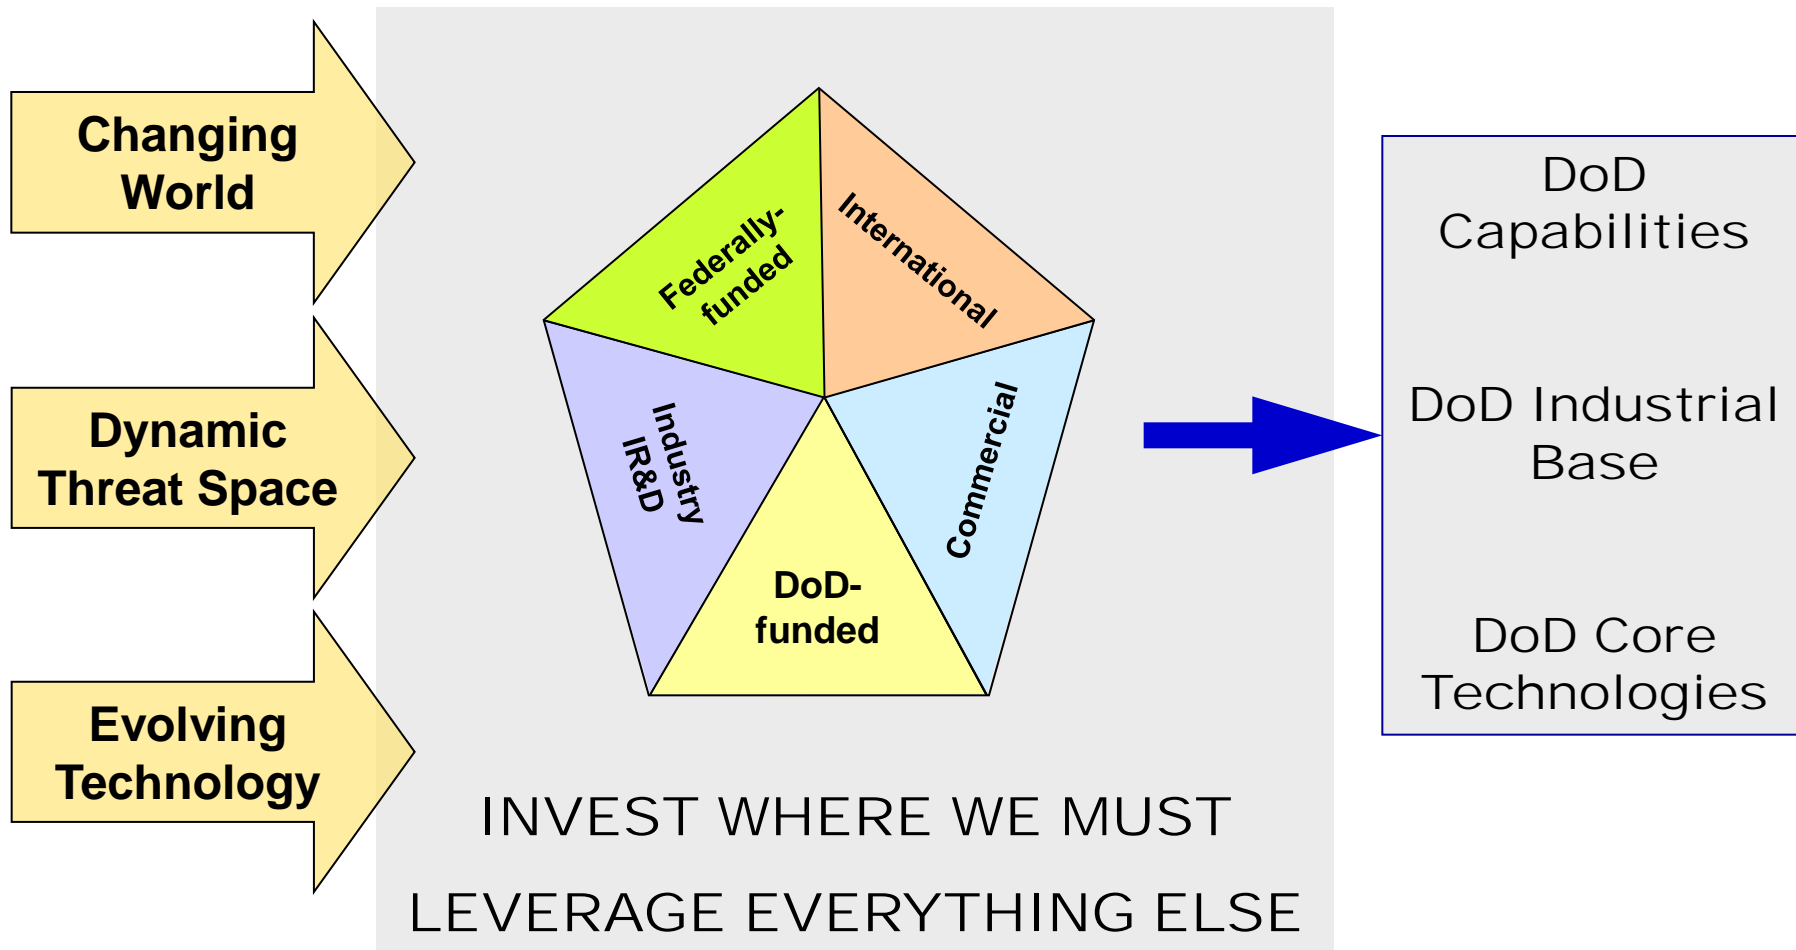 Changing
World
Dynamic
Threat Space
Evolving
Technology
Federally-
funded
International
Industry
IR&D
Commercial
DoD-
funded
INVEST WHERE WE MUST
LEVERAGE EVERYTHING ELSE
DoD
Capabilities
DoD Industrial
Base
DoD Core
Technologies